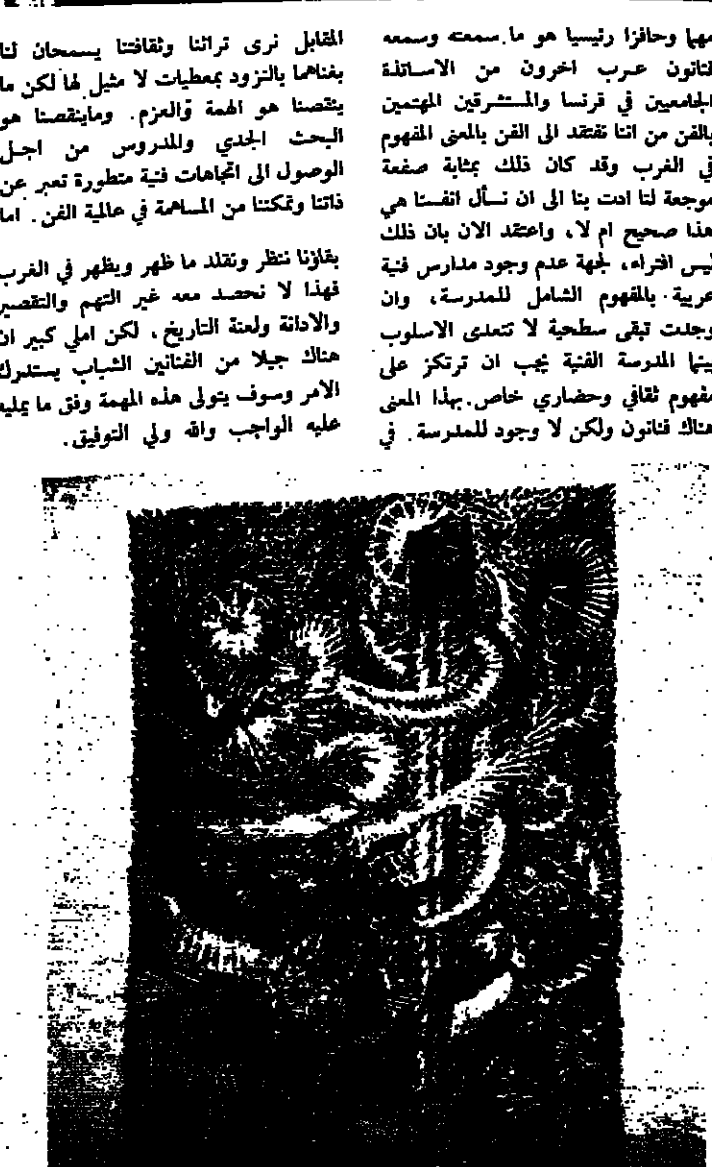 مهما وحافزا رئيسيا هو ما سمعته وسمعه
فنانون عرب اخرون من الاساتذة
الجامعيين في فرنسا والمستشرقين المهتمين
بالفن من اننا نفتقد الى الفن بالمعنى المفهوم
في الغرب وقد كان ذلك بمثابة صفعة
موجعة لنا ادت بنا الى ان نسأل انفسنا هي
هذا صحيح ام لا، واعتقد الان بان ذلك
ليس افتراء، لجهة عدم وجود مدارس فنية
عربية بالمفهوم الشامل للمدرسة، وان
وجدت تبقى سطحية لا تتعدى الاسلوب
بينما المدرسة الفنية يجب ان ترتكز على
مفهوم ثقافي وحضاري خاص. بهذا المعنى
هناك فنانون ولكن لا وجود للمدرسة. في
المقابل نرى تراثنا وثقافتنا يسمحان لنا
بغناهما بالتزود بمعطيات لا مثيل لها لكن ما
ينقصنا هو الهمة والعزم. وماينقصنا هو
البحث الجدي والمدروس من اجل
الوصول الى اتجاهات فنية متطورة تعبر عن
ذاتنا وتمكننا من المساهمة في عالمية الفن. اما
بقاؤنا ننتظر ونقلد ما ظهر ويظهر في الغرب
فهذا لا نحصد معه غير التهم والتقصير
والادانة ولعنة التاريخ. لكن املي كبير ان
هناك جيلا من الفنانين الشباب يستدرك
الامر وسوف يتولى هذه المهمة وفق ما يمليه
عليه الواجب والله ولي التوفيق.